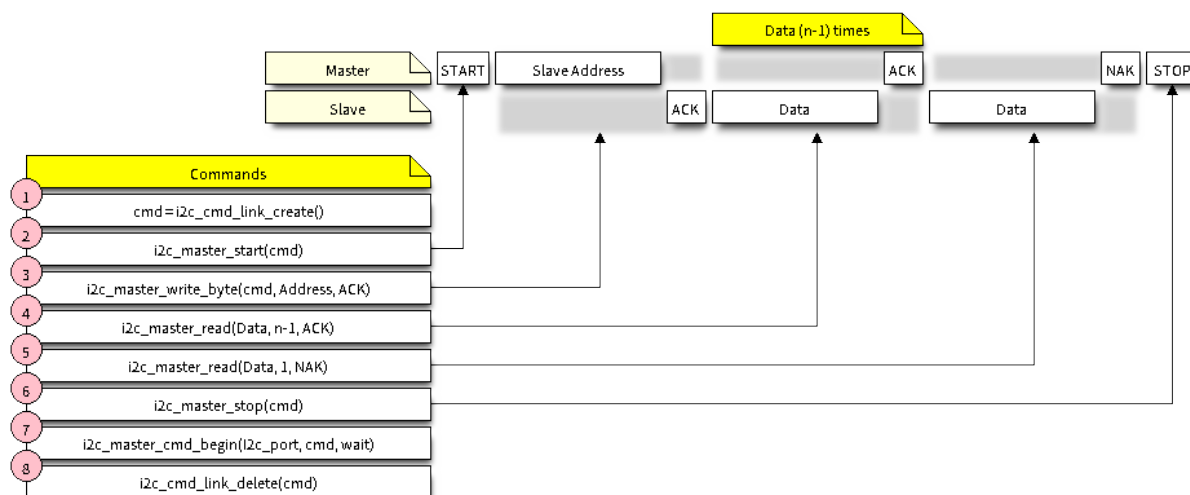 Data (n-1) times
Master START Slave Address ACK NAK STOP
Slave ACK Data Data
Commands
1
cmd = i2c_cmd_link_create()
2
i2c_master_start(cmd)
3
i2c_master_write_byte(cmd, Address, ACK)
4
i2c_master_read(Data, n-1, ACK)
5
i2c_master_read(Data, 1, NAK)
6
i2c_master_stop(cmd)
7
i2c_master_cmd_begin(I2c_port, cmd, wait)
8
i2c_cmd_link_delete(cmd)